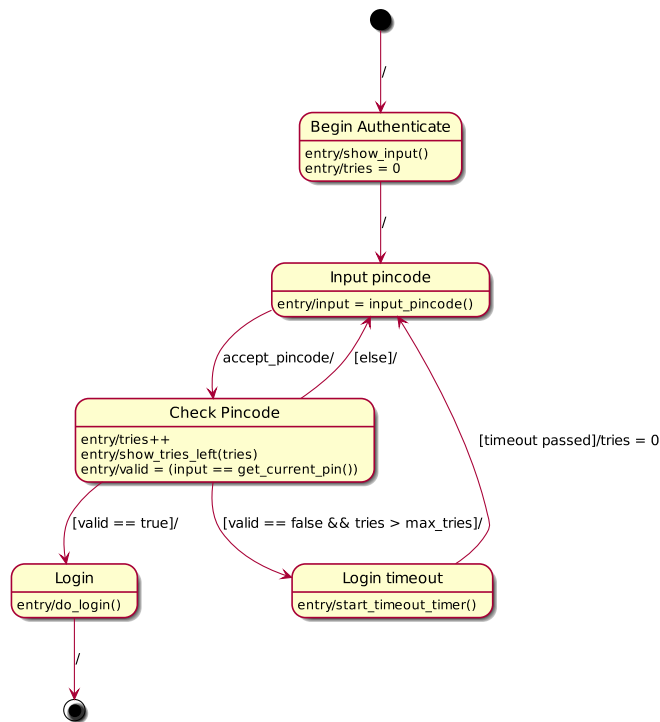 /
Begin Authenticate
entry/show_input()
entry/tries = 0
/
Input pincode
entry/input = input_pincode()
accept_pincode/
[else]/
Check Pincode
entry/tries++
entry/show_tries_left(tries)
entry/valid = (input == get_current_pin())
[timeout passed]/tries = 0
[valid == true]/
[valid == false && tries > max_tries]/
Login
entry/do_login()
Login timeout
entry/start_timeout_timer()
/